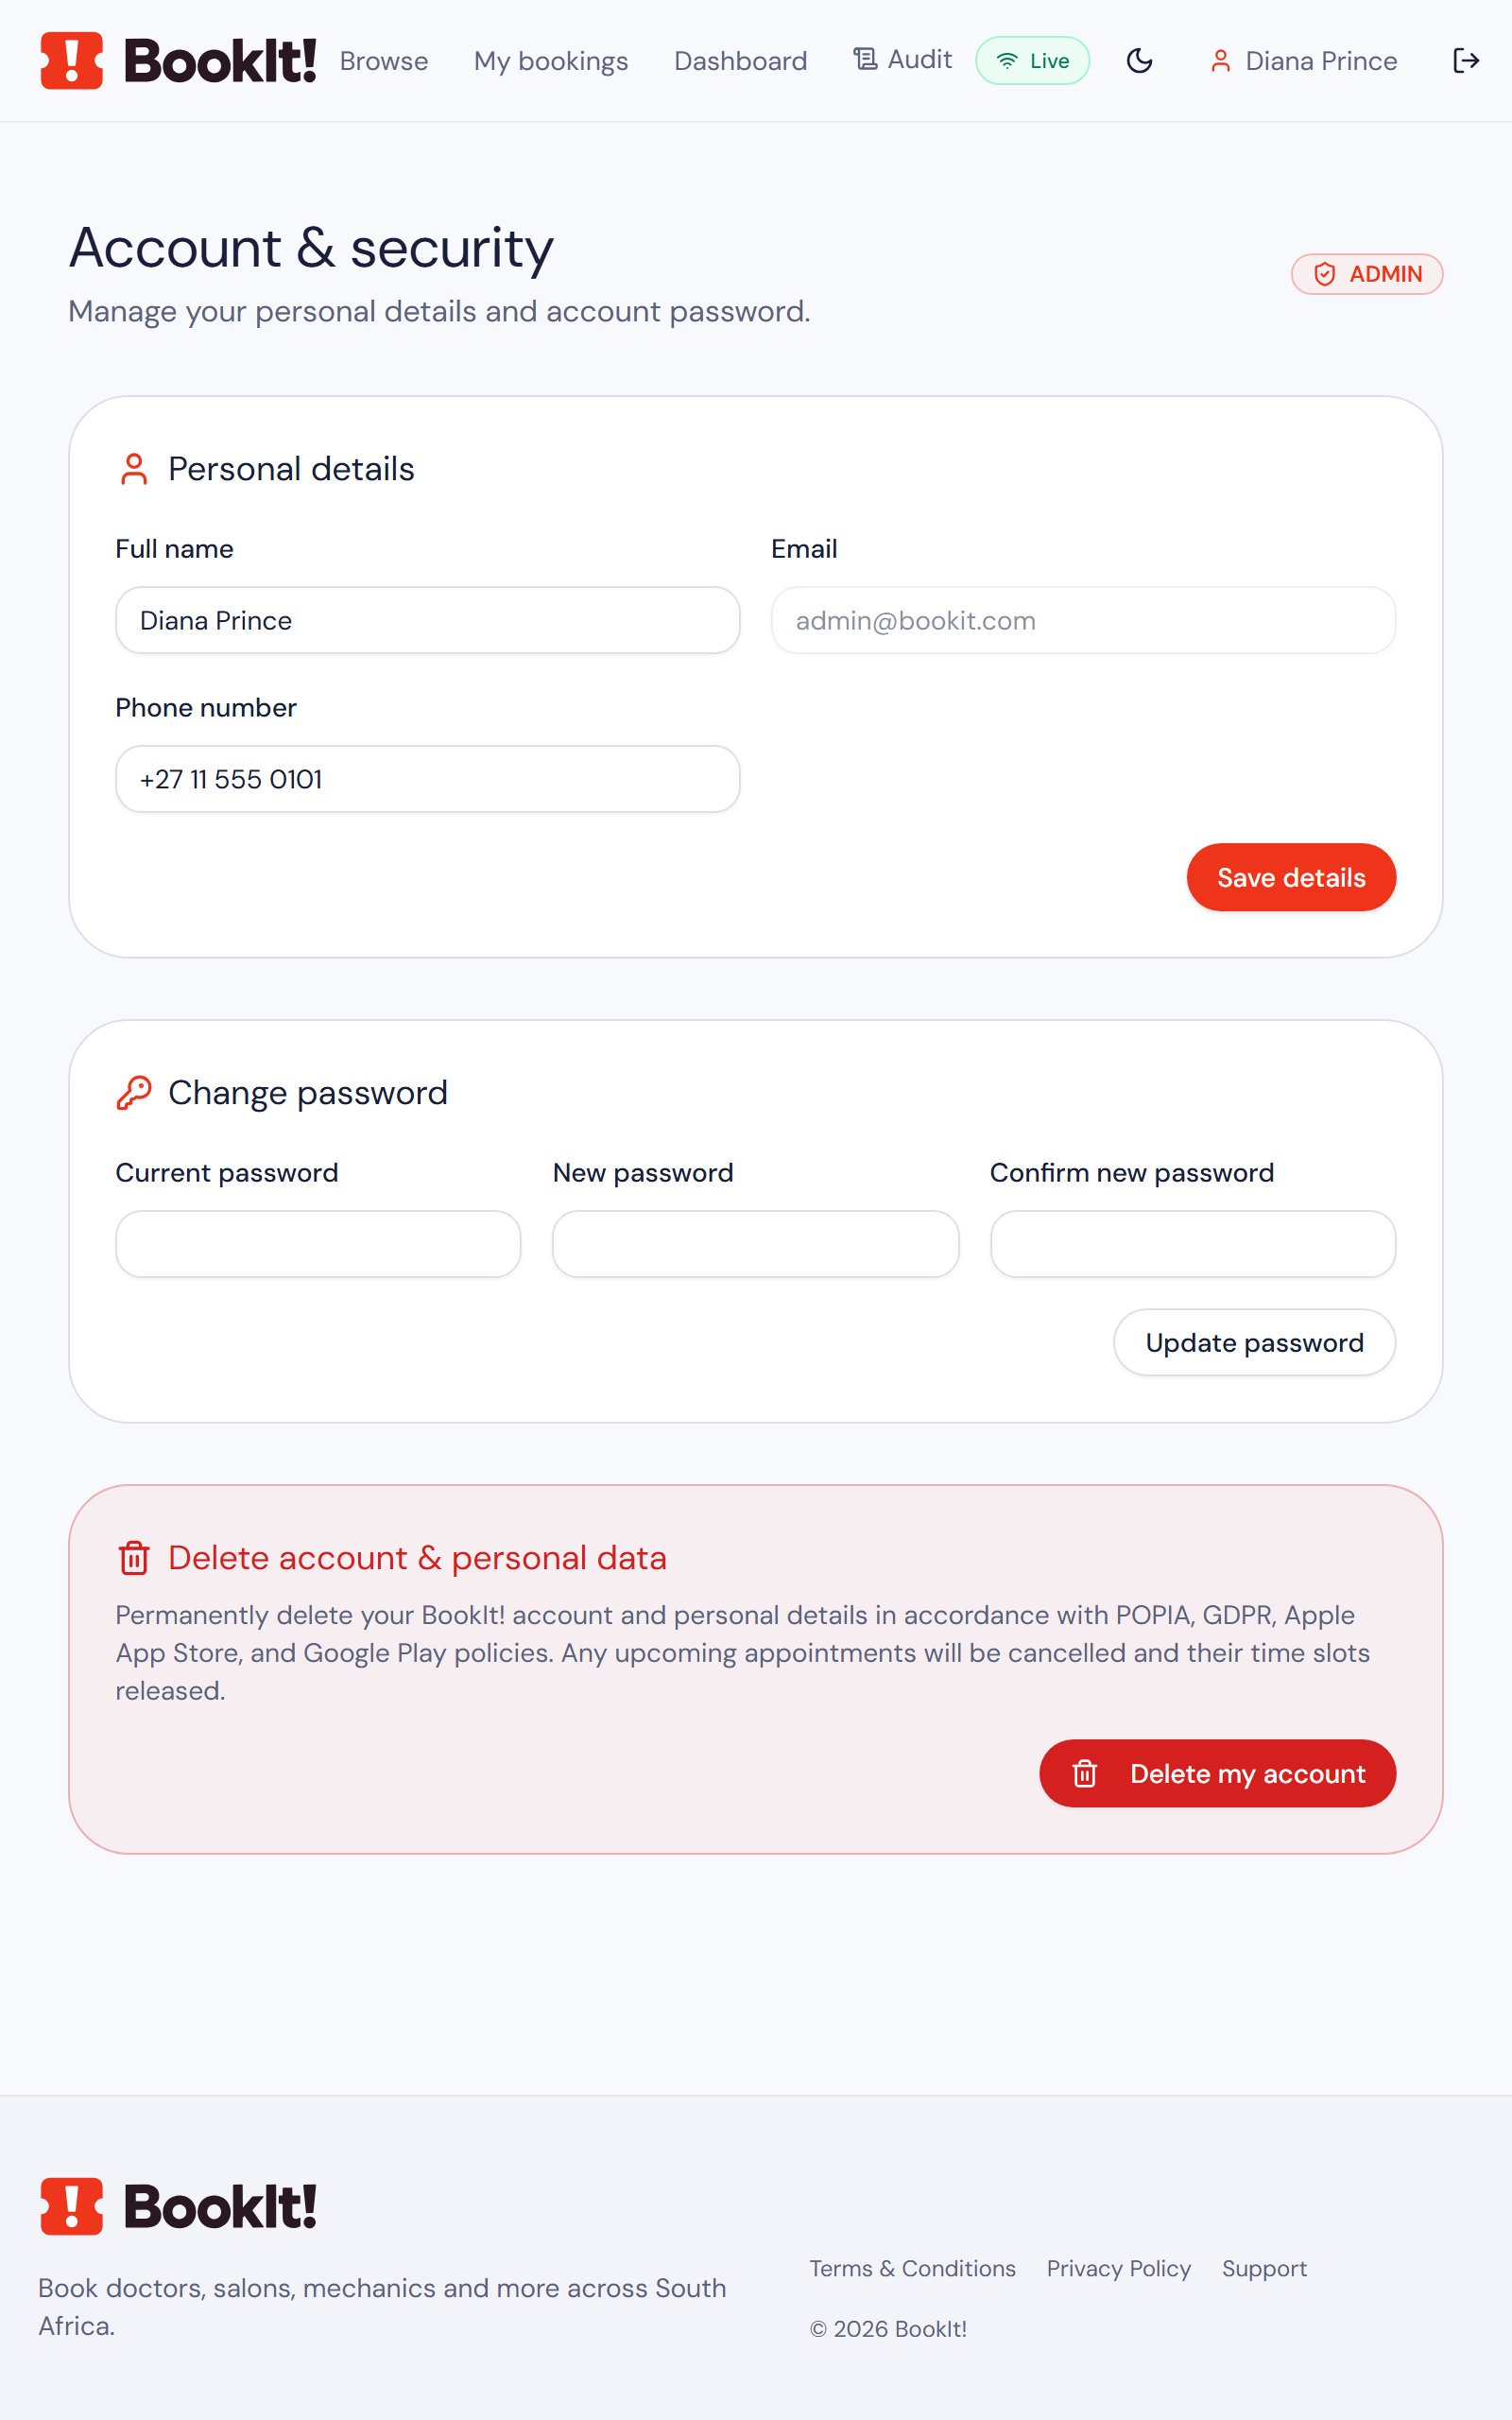 BookIt!
Browse
My bookings
Dashboard
Audit
Live
Diana Prince
Account & security
Manage your personal details and account password.
ADMIN
Personal details
Full name
Email
Diana Prince
admin@bookit.com
Phone number
+27 11 555 0101
Save details
Change password
Current password
New password
Confirm new password
Update password
Delete account & personal data
Permanently delete your BookIt! account and personal details in accordance with POPIA, GDPR, Apple
App Store, and Google Play policies. Any upcoming appointments will be cancelled and their time slots
released.
Delete my account
BookIt!
Book doctors, salons, mechanics and more across South
Africa.
Terms & Conditions
Privacy Policy
Support
© 2026 BookIt!